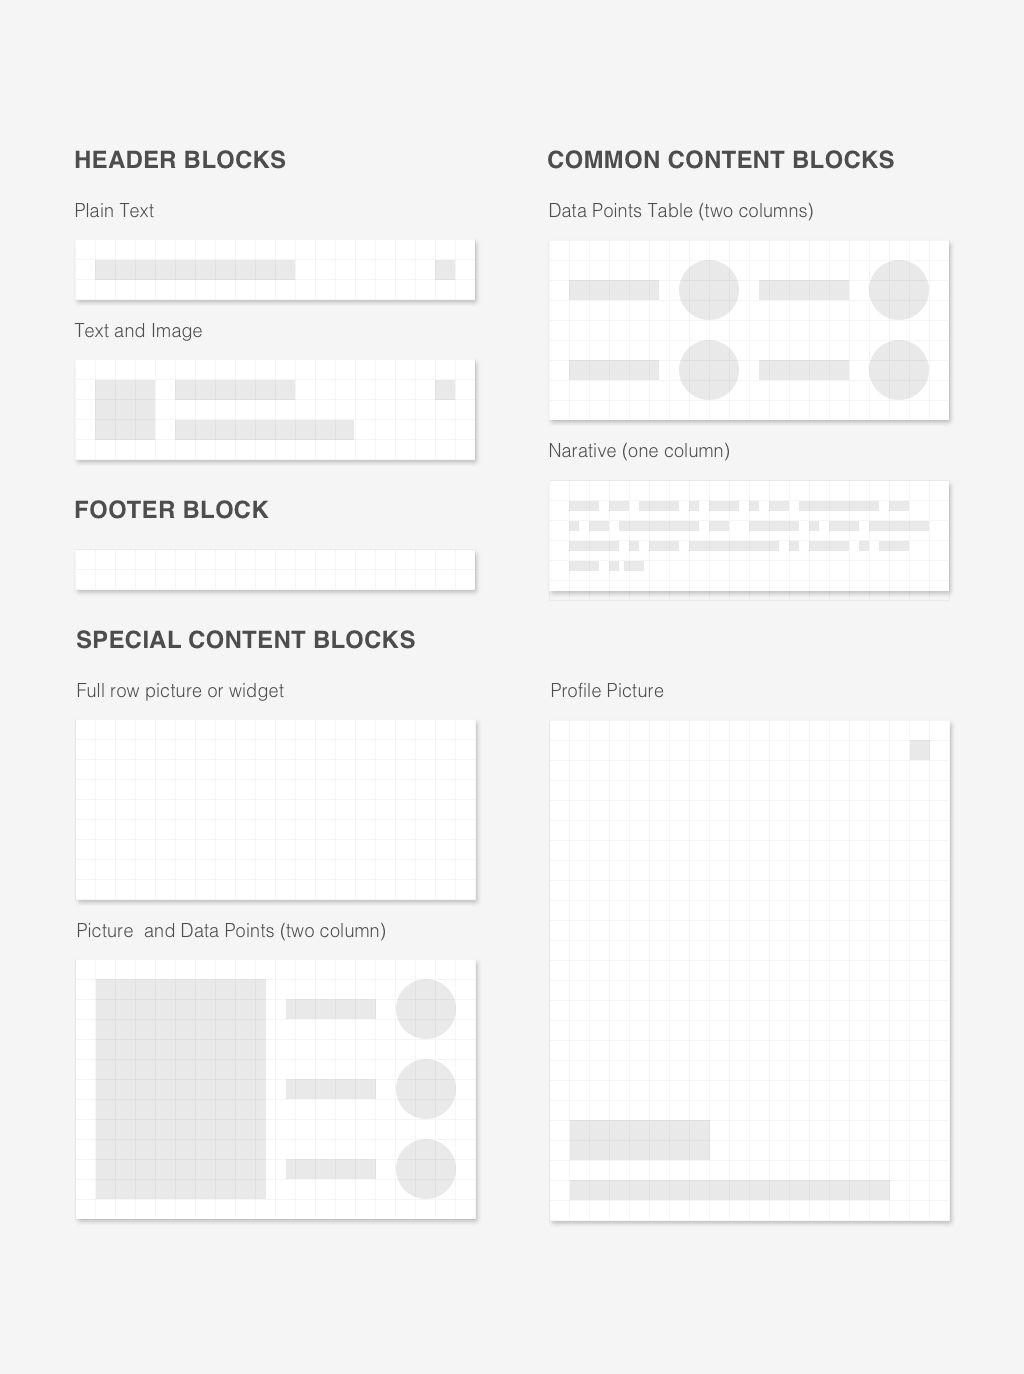 HEADER BLOCKS
Plain Text
Text and Image
FOOTER BLOCK
COMMON CONTENT BLOCKS
Data Points Table (two columns)
Narative (one column)
SPECIAL CONTENT BLOCKS
Full row picture or widget
Picture  and Data Points (two column)
Profile Picture